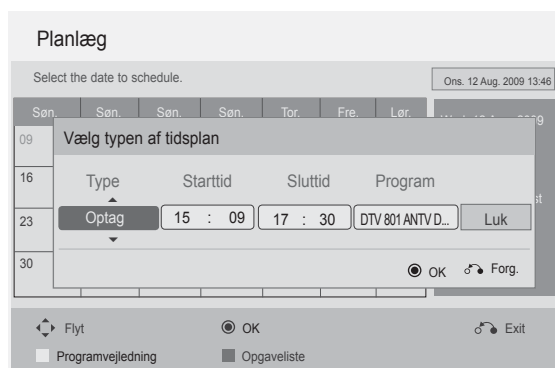 Planlæg
Select the date to schedule.
Ons. 12 Aug. 2009 13:46
Søn. Søn. Søn. Søn. Tor. Fre. Lør.
09
Vælg typen af tidsplan
16
Type Starttid Sluttid Program
23
Optag 15 : 09 17 : 30 DTV 801 ANTV D... Luk
30
OK Forg.
Flyt OK Exit
Programvejledning Opgaveliste